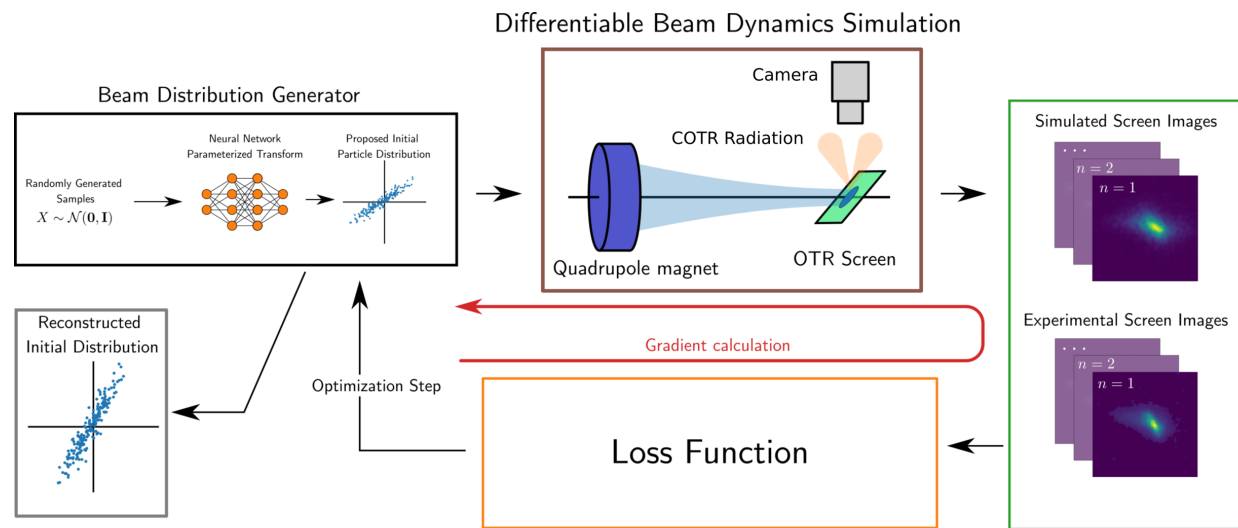 Differentiable Beam Dynamics Simulation
Beam Distribution Generator
Randomly Generated
Samples
X ∼ 𝒩(𝟎, 𝐈)
Neural Network
Parameterized Transform
Proposed Initial
Particle Distribution
Camera
COTR Radiation
Quadrupole magnet
OTR Screen
Simulated Screen Images
. . .
n = 2
n = 1
Experimental Screen Images
. . .
n = 2
n = 1
Gradient calculation
Loss Function
Optimization Step
Reconstructed
Initial Distribution